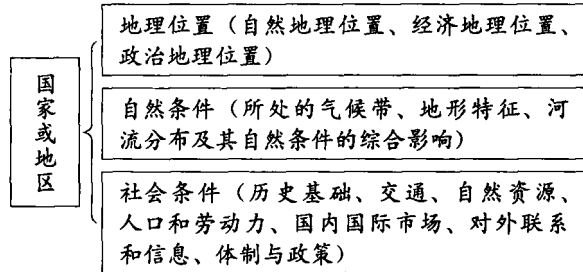 国家或地区
地理位置（自然地理位置、经济地理位置、
政治地理位置）
自然条件（所处的气候带、地形特征、河
流分布及其自然条件的综合影响）
社会条件（历史基础、交通、自然资源、
人口和劳动力、国内国际市场、对外联系
和信息、体制与政策）